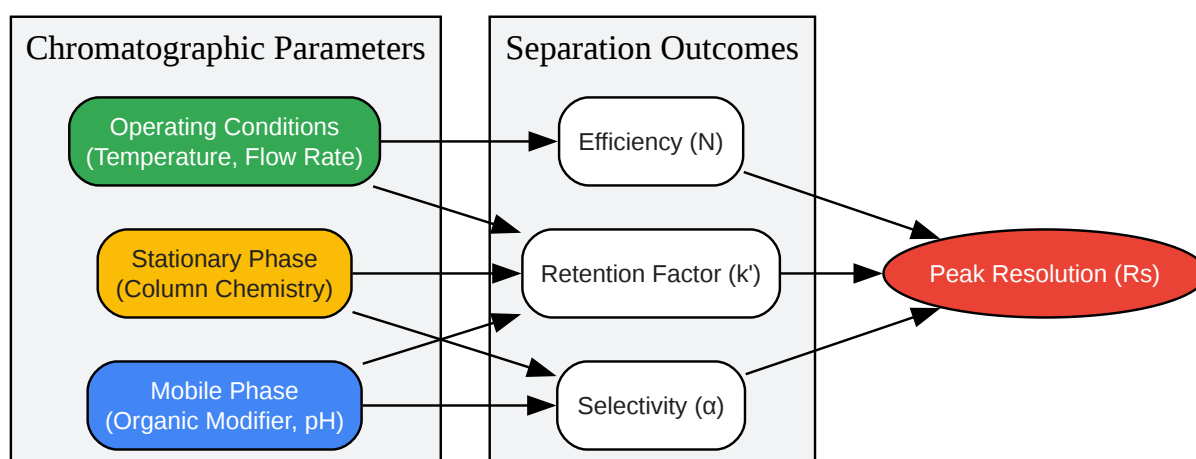 Chromatographic Parameters
Separation Outcomes
Operating Conditions
(Temperature, Flow Rate)
Efficiency (N)
Stationary Phase
(Column Chemistry)
Retention Factor (k')
Peak Resolution (Rs)
Mobile Phase
(Organic Modifier, pH)
Selectivity (α)